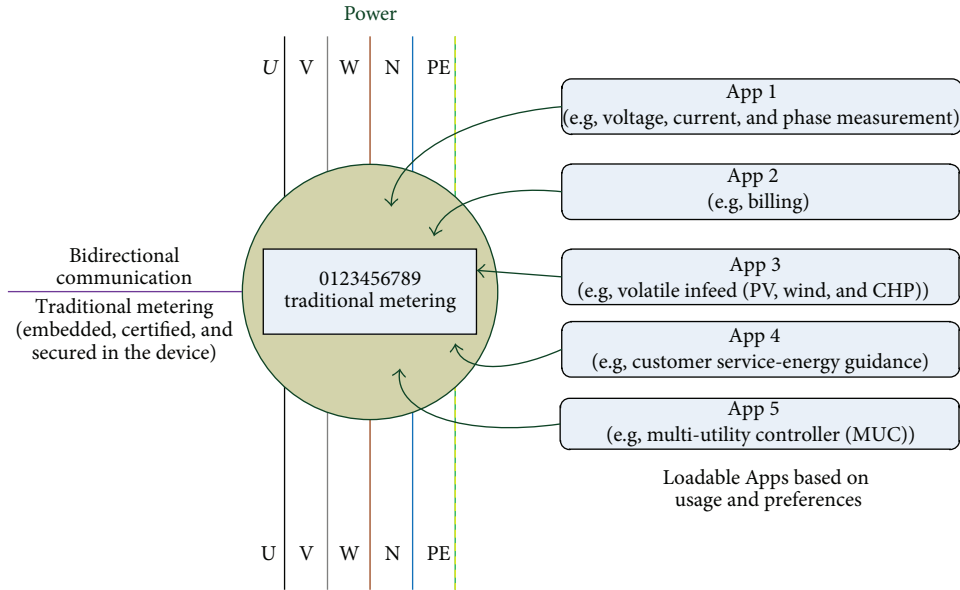 Power
U V W N PE
App 1
(e.g, voltage, current, and phase measurement)
App 2
(e.g, billing)
Bidirectional
communication
Traditional metering
(embedded, certified, and
secured in the device)
0123456789
traditional metering
App 3
(e.g, volatile infeed (PV, wind, and CHP))
App 4
(e.g, customer service-energy guidance)
App 5
(e.g, multi-utility controller (MUC))
Loadable Apps based on
usage and preferences
U V W N PE